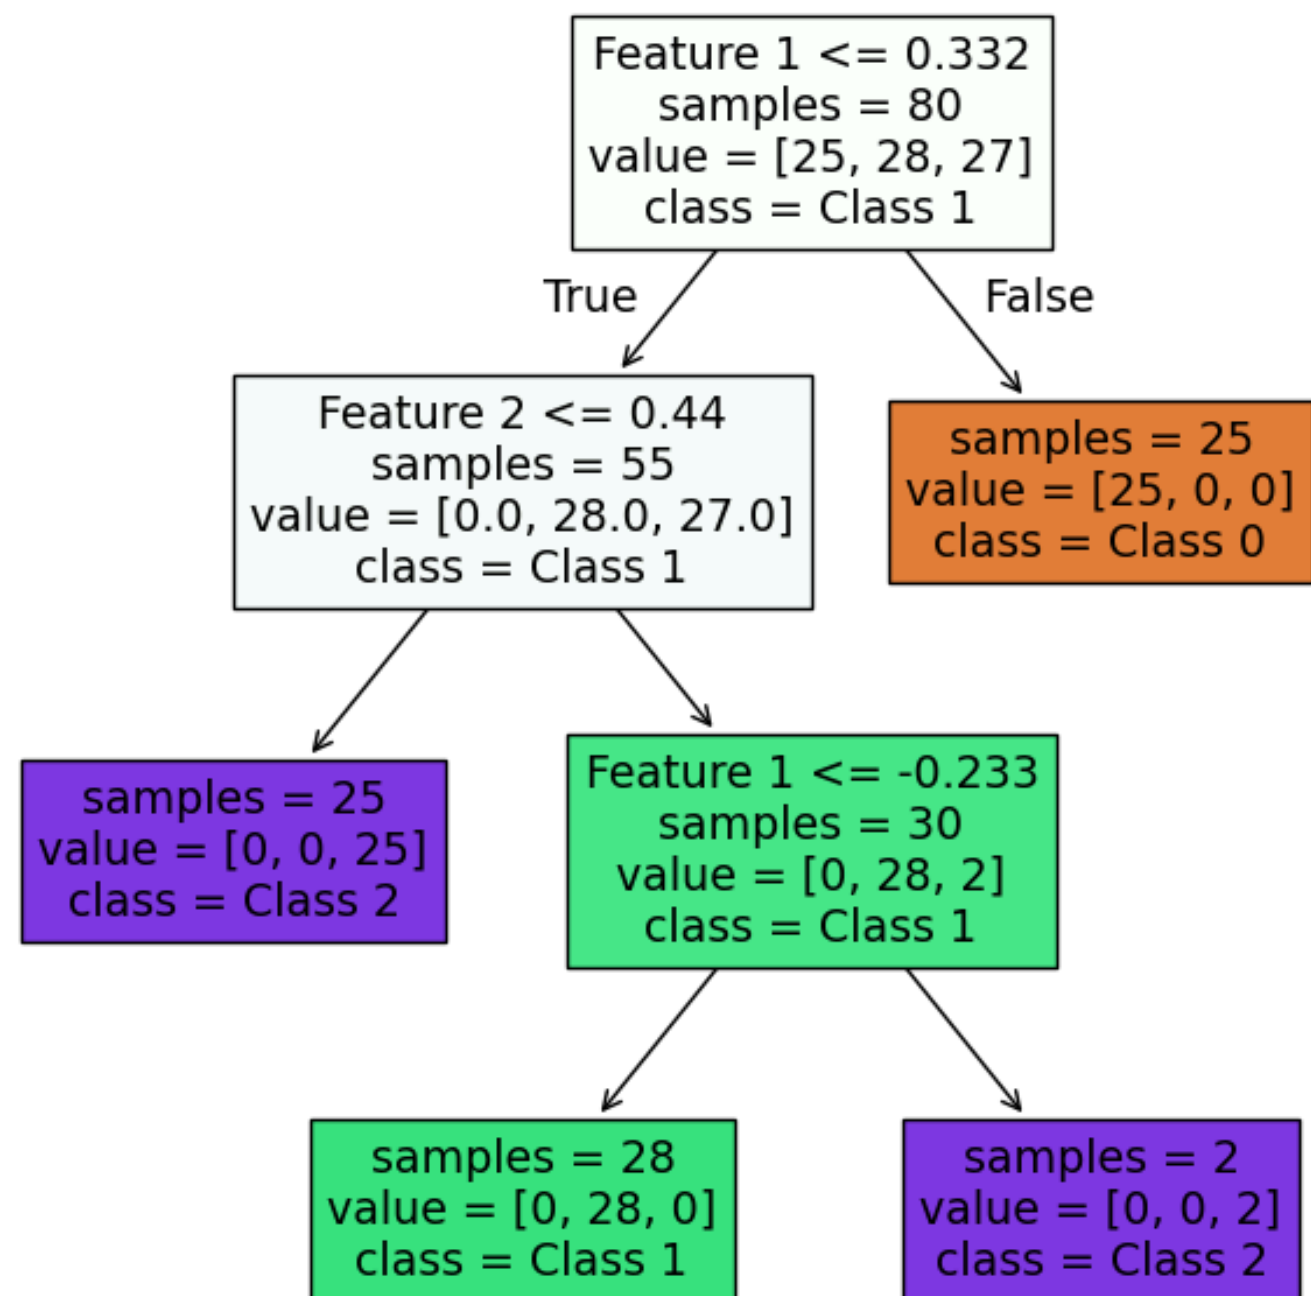 Feature 1 <= 0.332
samples = 80
value = [25, 28, 27]
class = Class 1
True
False
Feature 2 <= 0.44
samples = 55
value = [0.0, 28.0, 27.0]
class = Class 1
samples = 25
value = [25, 0, 0]
class = Class 0
samples = 25
value = [0, 0, 25]
class = Class 2
Feature 1 <= -0.233
samples = 30
value = [0, 28, 2]
class = Class 1
samples = 28
value = [0, 28, 0]
class = Class 1
samples = 2
value = [0, 0, 2]
class = Class 2